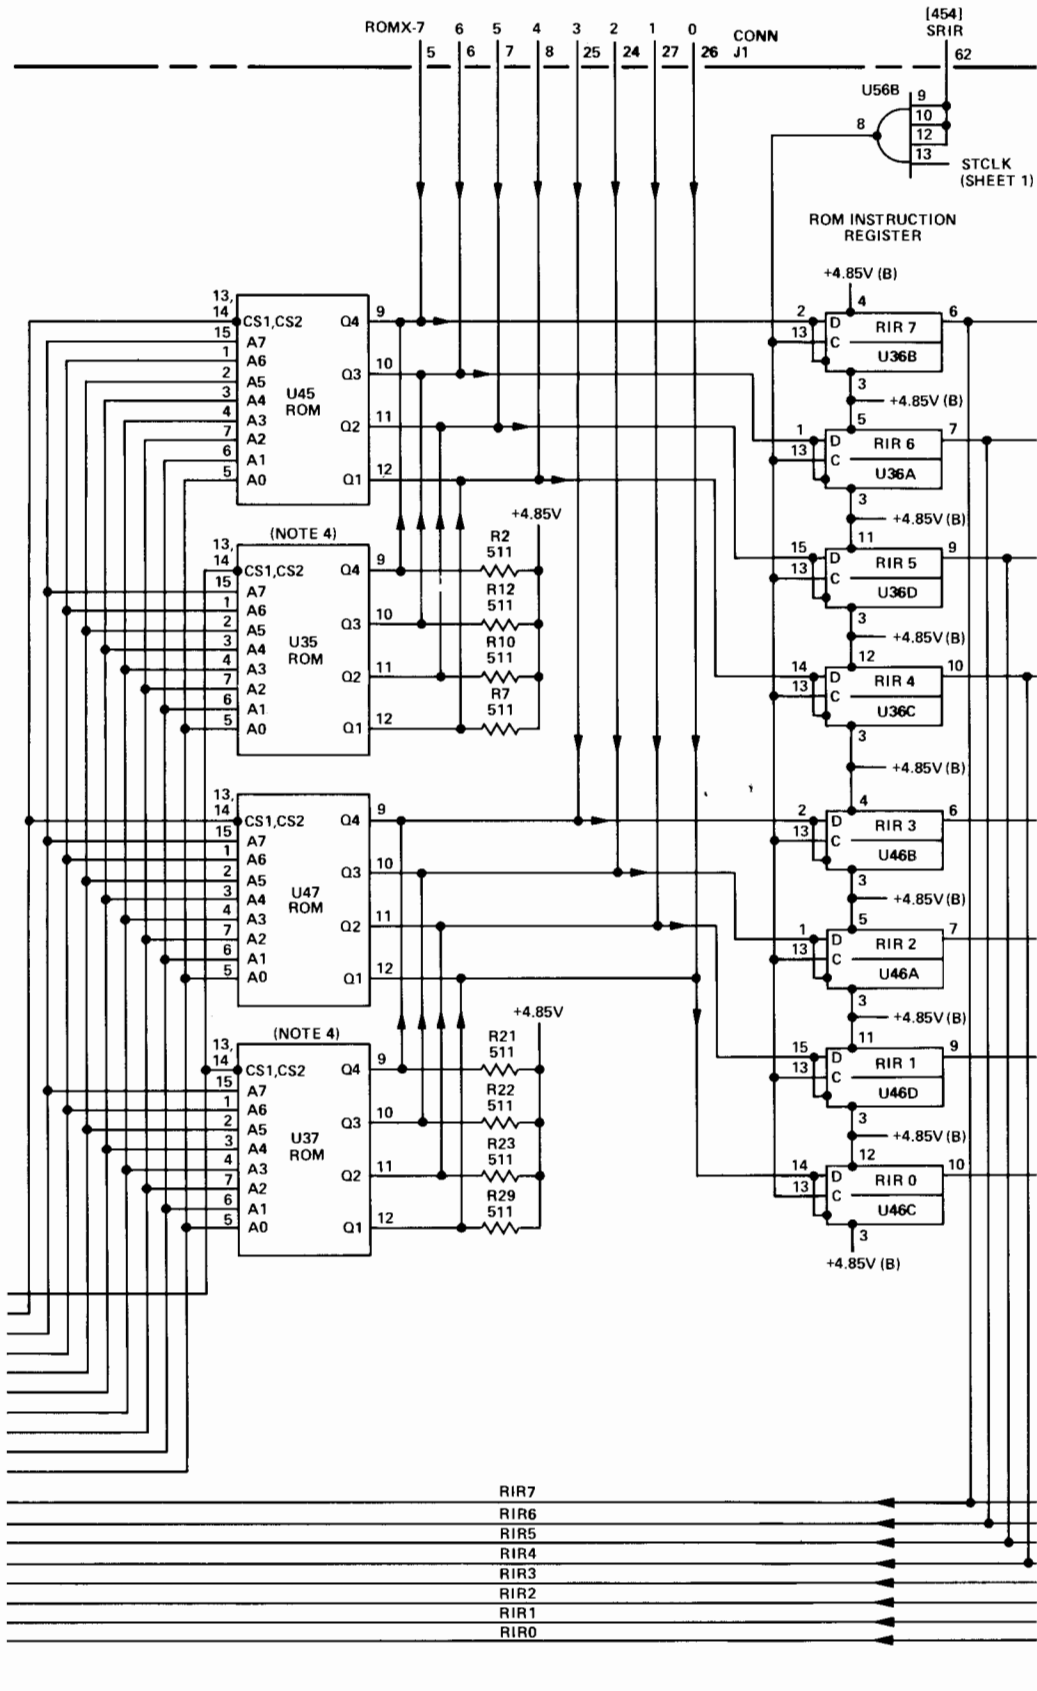 [454]
ROMX-7 6 5 4 3 2 1 0 CONN SRIR
5 6 7 8 25 24 27 26 J1 62
U56B
9
10
8
12
13
STCLK
(SHEET 1)
ROM INSTRUCTION
REGISTER
+4.85V (B)
13,
14 CS1,CS2 Q4 9
15 A7
1 A6
10 Q3
2 A5
3 A4
U45
ROM
4 A3
7 A2
Q2 11
6 A1
5 A0
Q1 12
4
2 D RIR 7 6
13 C
U36B
3
+4.85V (B)
5
1 D RIR 6 7
13 C
U36A
3
+4.85V (B)
11
15 D RIR 5 9
13 C
U36D
3
+4.85V (B)
12
14 D RIR 4 10
13 C
U36C
3
+4.85V (B)
(NOTE 4)
+4.85V
13,
14 CS1,CS2 Q4 9
R2
511
15 A7
1 A6
2 A5
Q3 10
R12
511
3 A4
U35
ROM
4 A3
7 A2
Q2 11
R10
511
6 A1
5 A0
Q1 12
R7
511
13,
14 CS1,CS2 Q4 9
15 A7
1 A6
2 A5
Q3 10
3 A4
U47
ROM
4 A3
7 A2
Q2 11
6 A1
5 A0
Q1 12
4
2 D RIR 3 6
13 C
U46B
3
+4.85V (B)
5
1 D RIR 2 7
13 C
U46A
3
+4.85V (B)
11
15 D RIR 1 9
13 C
U46D
3
+4.85V (B)
12
14 D RIR 0 10
13 C
U46C
3
+4.85V (B)
(NOTE 4)
+4.85V
13,
14 CS1,CS2 Q4 9
R21
511
15 A7
1 A6
2 A5
Q3 10
R22
511
3 A4
U37
ROM
4 A3
7 A2
Q2 11
R23
511
6 A1
5 A0
Q1 12
R29
511
RIR7
RIR6
RIR5
RIR4
RIR3
RIR2
RIR1
RIR0